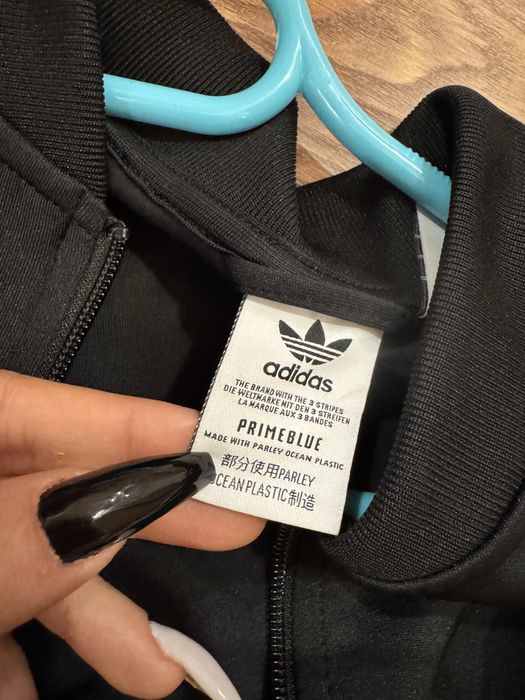 adidas
THE BRAND WITH THE 3 STRIPES
DIE WELTMARKE MIT DEN 3 STREIFEN
LA MARQUE AUX 3 BANDES
PRIMEBLUE
MADE WITH PARLEY OCEAN PLASTIC
部分使用PARLEY
OCEAN PLASTIC制造